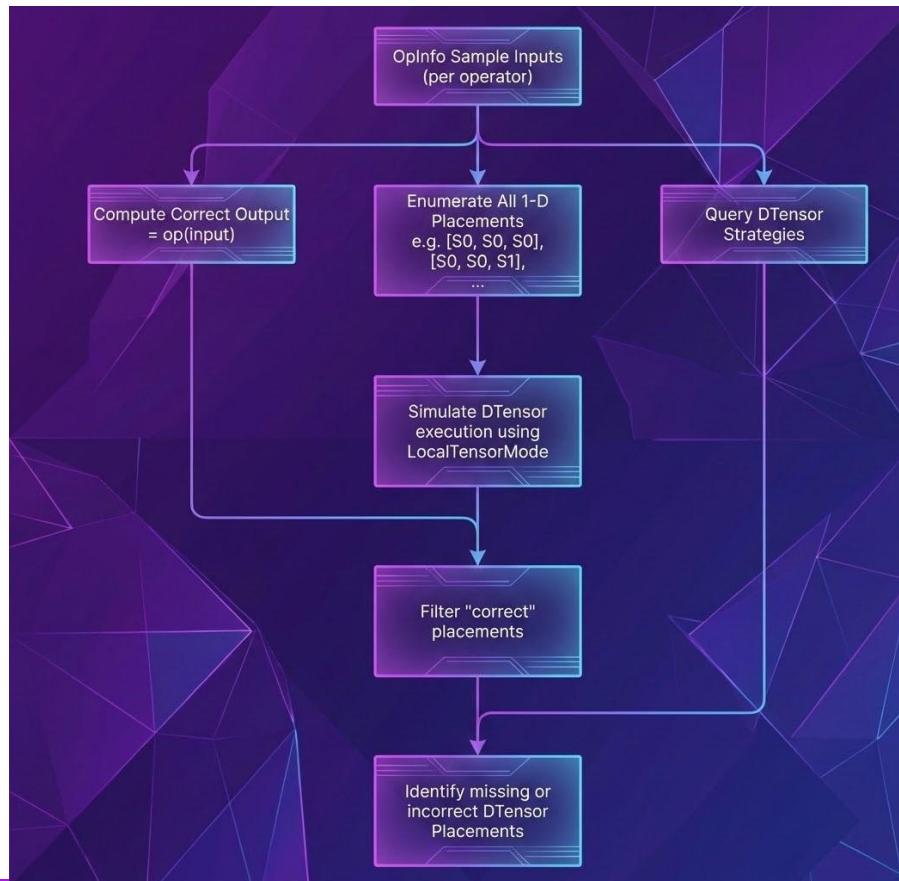 OpInfo Sample Inputs
(per operator)
Compute Correct Output
= op(input)
Enumerate All 1-D
Placements
e.g. [S0, S0, S0],
[S0, S0, S1],
...
Query DTensor
Strategies
Simulate DTensor
execution using
LocalTensorMode
Filter "correct"
placements
Identify missing or
incorrect DTensor
Placements